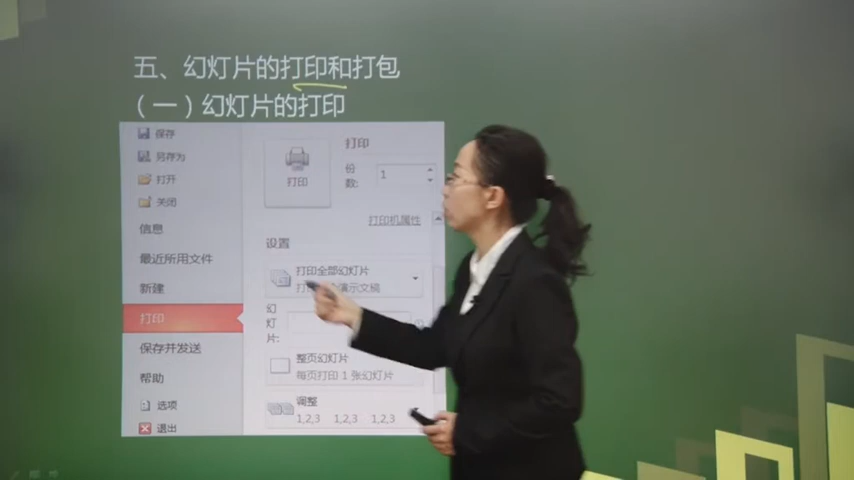 五、幻灯片的打印和打包
（一）幻灯片的打印
保存
另存为
打开
关闭
信息
最近所用文件
新建
打印
保存并发送
帮助
选项
退出
打印
打印
份数:
1
打印机属性
设置
打印全部幻灯片
打印 演示文稿
幻灯片:
整页幻灯片
每页打印 1 张幻灯片
调整
1,2,3 1,2,3 1,2,3